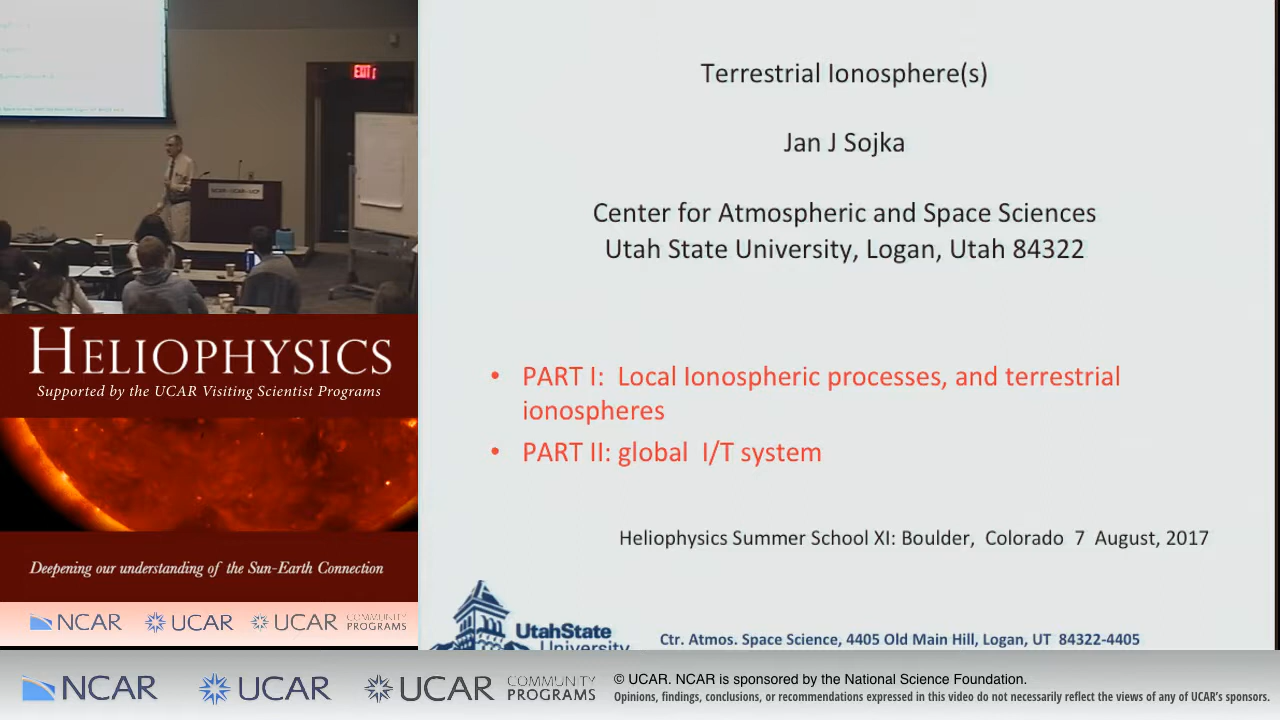 EXIT
Terrestrial Ionosphere(s)
Jan J Sojka
Center for Atmospheric and Space Sciences
Utah State University, Logan, Utah 84322
• PART I: Local Ionospheric processes, and terrestrial
ionospheres
• PART II: global I/T system
Heliophysics Summer School XI: Boulder, Colorado 7 August, 2017
UtahState
University
Ctr. Atmos. Space Science, 4405 Old Main Hill, Logan, UT 84322-4405
HELIOPHYSICS
Supported by the UCAR Visiting Scientist Programs
Deepening our understanding of the Sun-Earth Connection
NCAR UCAR UCAR COMMUNITY
PROGRAMS
NCAR UCAR UCAR COMMUNITY
PROGRAMS
© UCAR. NCAR is sponsored by the National Science Foundation.
Opinions, findings, conclusions, or recommendations expressed in this video do not necessarily reflect the views of any of UCAR's sponsors.